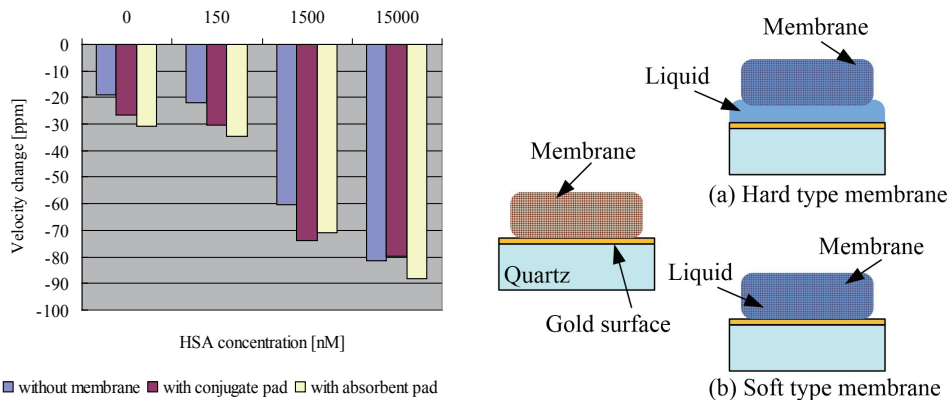 0 150 1500 15000
0
-10
-20
-30
-40
-50
-60
-70
-80
-90
-100
Velocity change [ppm]
HSA concentration [nM]
without membrane with conjugate pad with absorbent pad
Membrane
Quartz
Gold surface
Membrane
Liquid
(a) Hard type membrane
Membrane
Liquid
(b) Soft type membrane